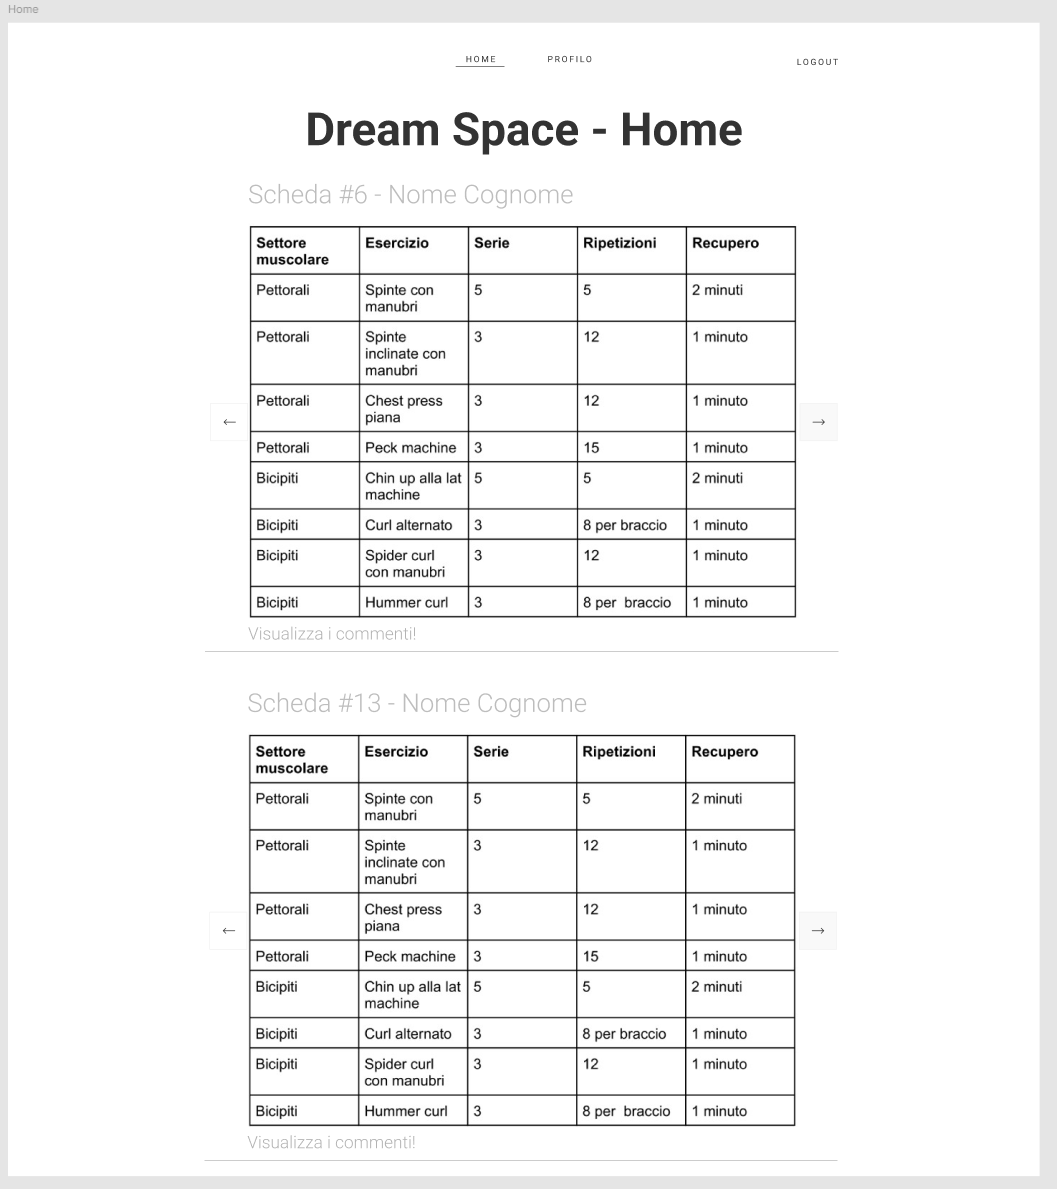 Home
HOME PROFILO LOGOUT
Dream Space - Home
Scheda #6 - Nome Cognome
Settore muscolare Esercizio Serie Ripetizioni Recupero
Pettorali Spinte con manubri 5 5 2 minuti
Pettorali Spinte inclinate con manubri 3 12 1 minuto
Pettorali Chest press piana 3 12 1 minuto
← →
Pettorali Peck machine 3 15 1 minuto
Bicipiti Chin up alla lat machine 5 5 2 minuti
Bicipiti Curl alternato 3 8 per braccio 1 minuto
Bicipiti Spider curl con manubri 3 12 1 minuto
Bicipiti Hummer curl 3 8 per braccio 1 minuto
Visualizza i commenti!
Scheda #13 - Nome Cognome
Settore muscolare Esercizio Serie Ripetizioni Recupero
Pettorali Spinte con manubri 5 5 2 minuti
Pettorali Spinte inclinate con manubri 3 12 1 minuto
Pettorali Chest press piana 3 12 1 minuto
← →
Pettorali Peck machine 3 15 1 minuto
Bicipiti Chin up alla lat machine 5 5 2 minuti
Bicipiti Curl alternato 3 8 per braccio 1 minuto
Bicipiti Spider curl con manubri 3 12 1 minuto
Bicipiti Hummer curl 3 8 per braccio 1 minuto
Visualizza i commenti!